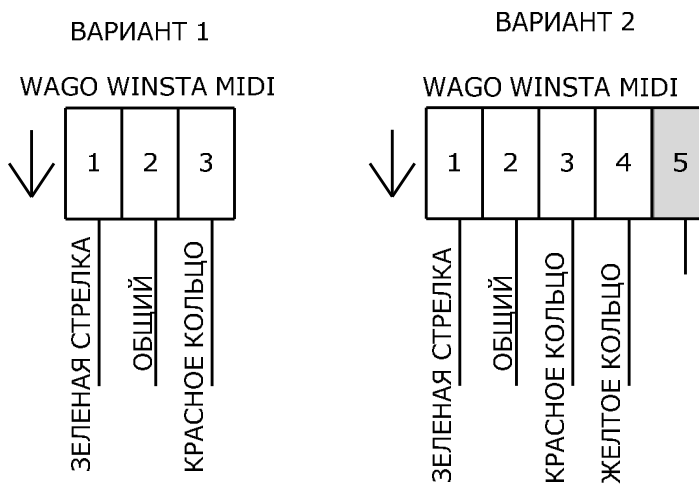 ВАРИАНТ 1
WAGO WINSTA MIDI
1 2 3
ЗЕЛЕНАЯ СТРЕЛКА
ОБЩИЙ
КРАСНОЕ КОЛЬЦО
ВАРИАНТ 2
WAGO WINSTA MIDI
1 2 3 4 5
ЗЕЛЕНАЯ СТРЕЛКА
ОБЩИЙ
КРАСНОЕ КОЛЬЦО
ЖЕЛТОЕ КОЛЬЦО